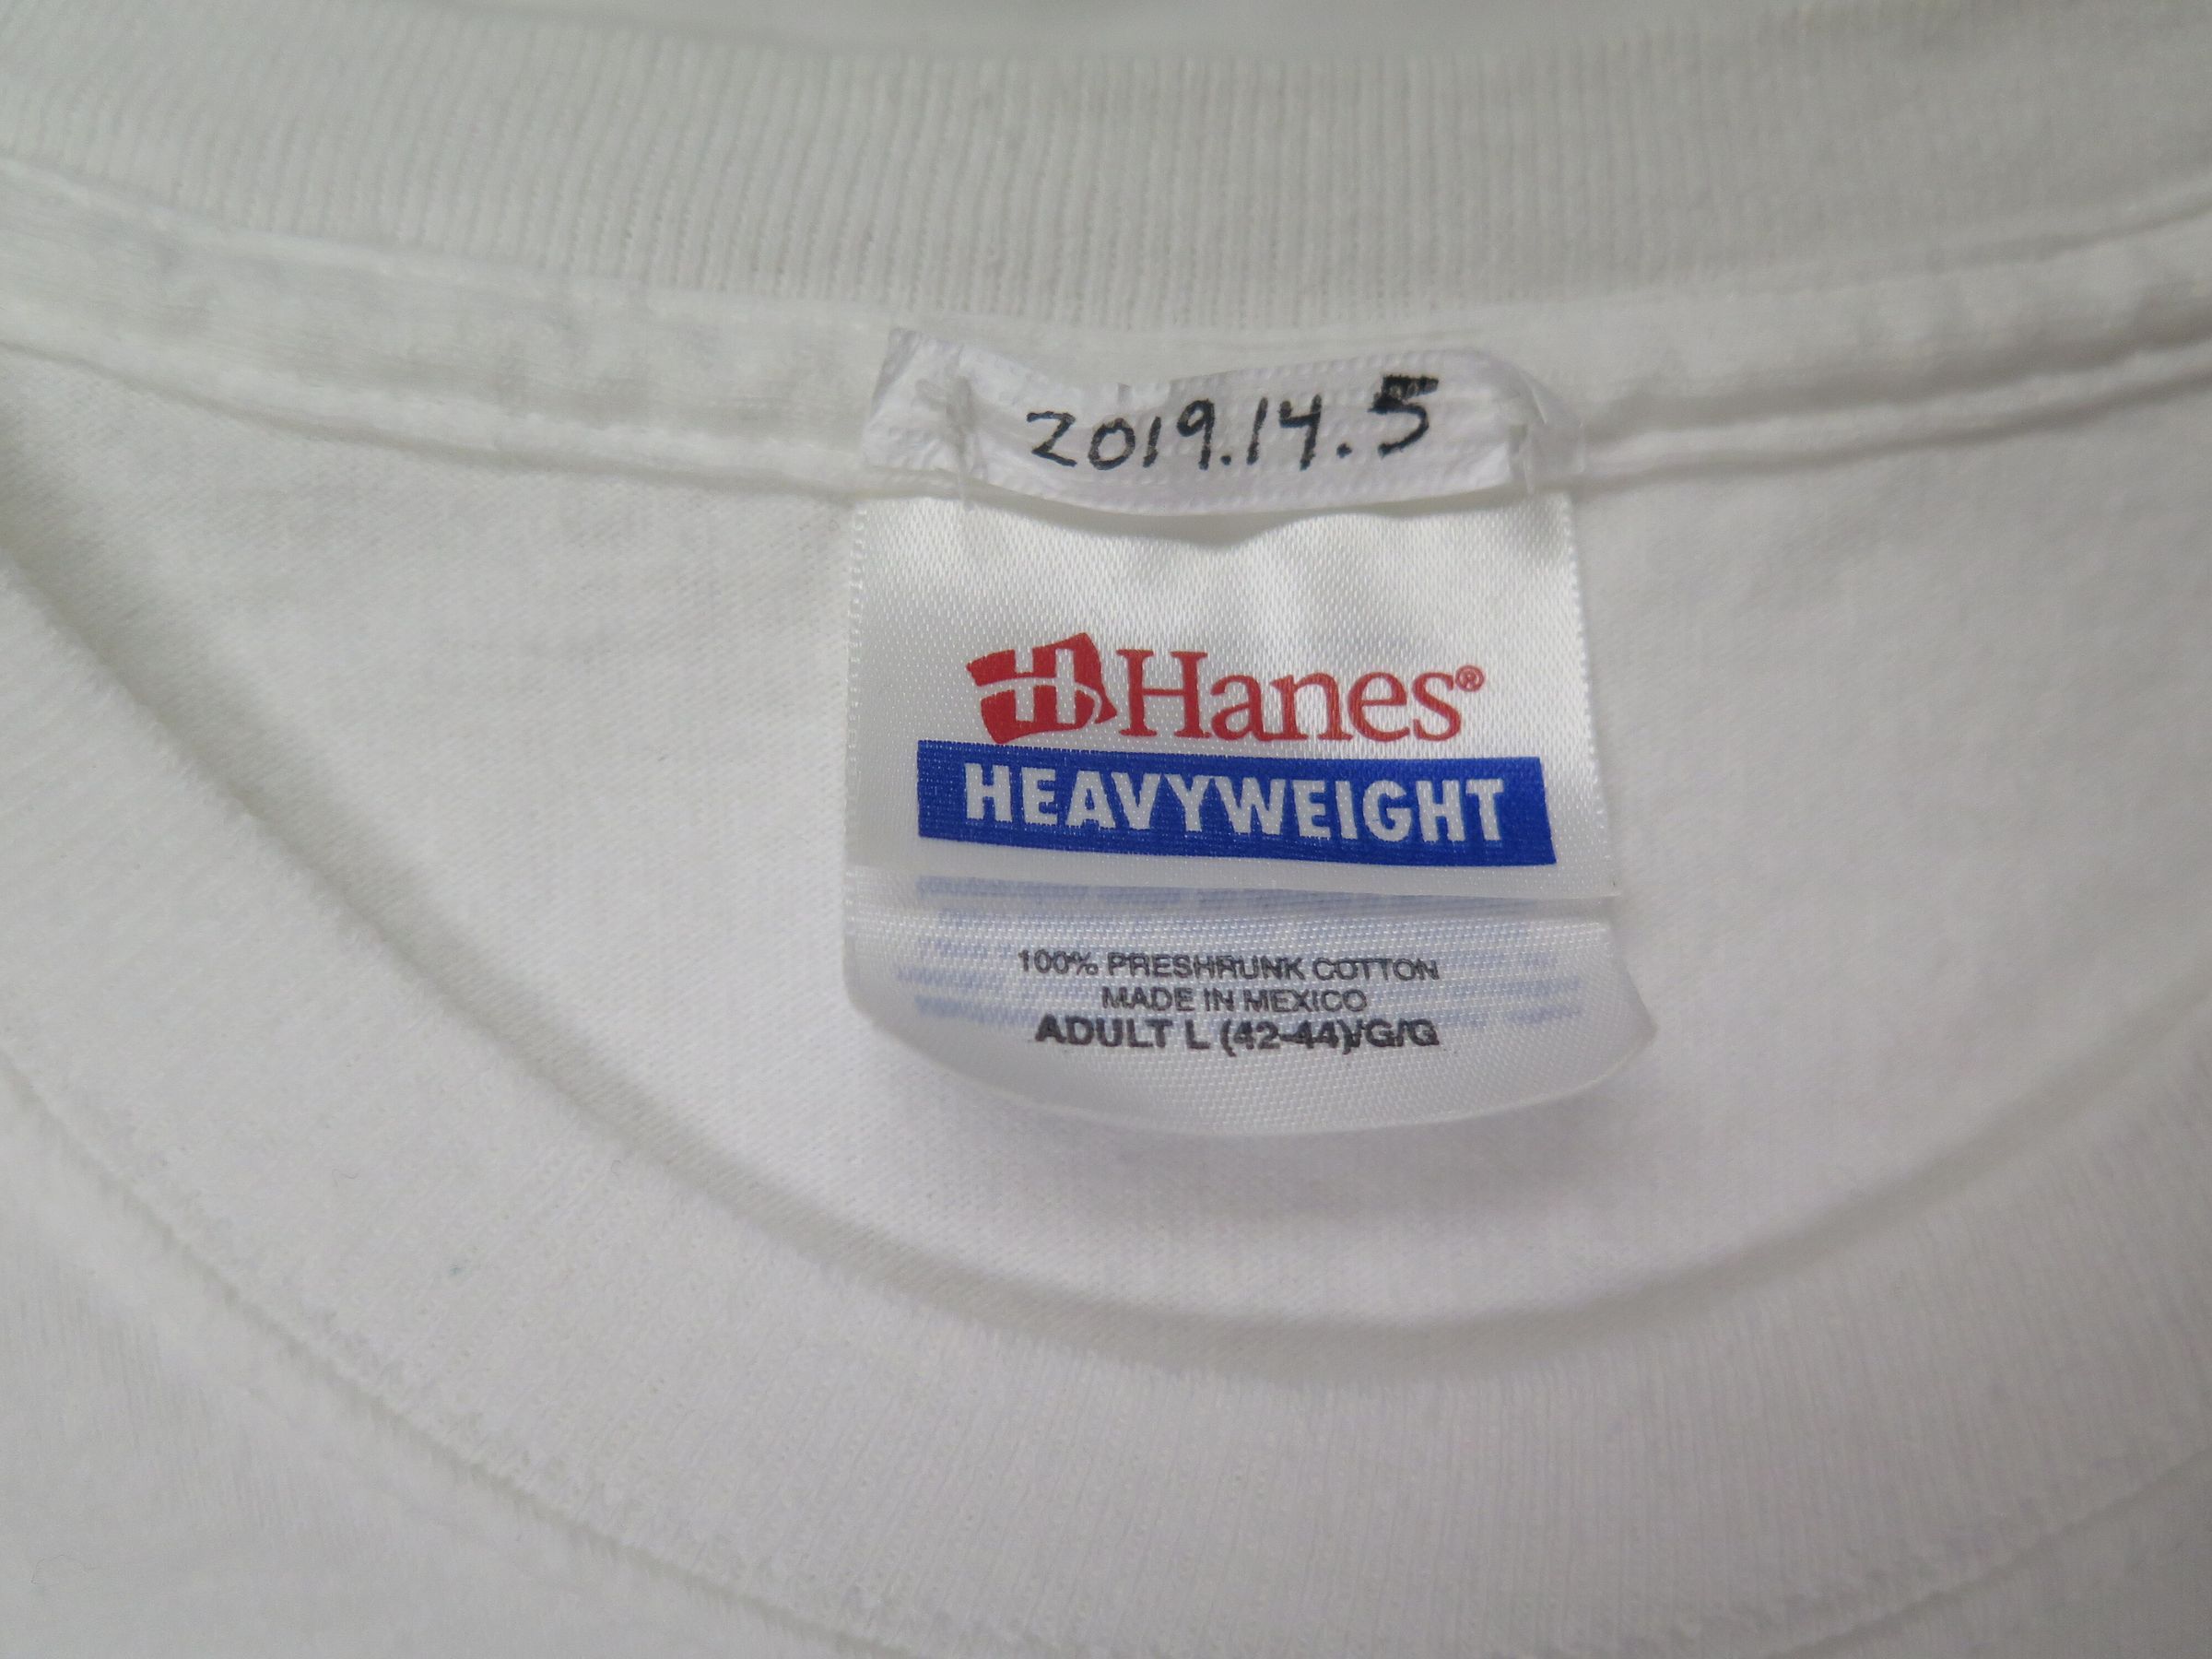 2019.14.5
Hanes®
HEAVYWEIGHT
100% PRESHRUNK COTTON
MADE IN MEXICO
ADULT L (42-44)/G/G